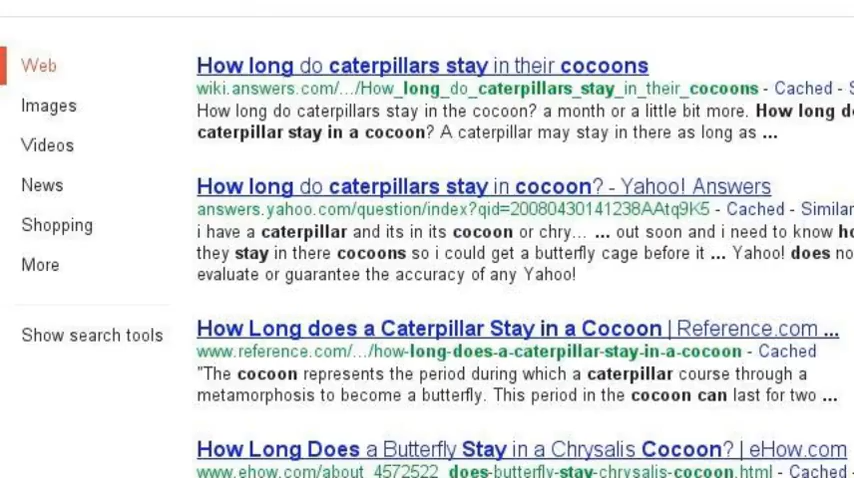 Web
Images
Videos
News
Shopping
More
Show search tools
How long do caterpillars stay in their cocoons
wiki.answers.com/.../How_long_do_caterpillars_stay_in_their_cocoons - Cached - S
How long do caterpillars stay in the cocoon? a month or a little bit more. How long do
caterpillar stay in a cocoon? A caterpillar may stay in there as long as ...
How long do caterpillars stay in cocoon? - Yahoo! Answers
answers.yahoo.com/question/index?qid=20080430141238AAtq9K5 - Cached - Similar
i have a caterpillar and its in its cocoon or chry... ... out soon and i need to know ho
they stay in there cocoons so i could get a butterfly cage before it ... Yahoo! does no
evaluate or guarantee the accuracy of any Yahoo!
How Long does a Caterpillar Stay in a Cocoon | Reference.com ...
www.reference.com/.../how-long-does-a-caterpillar-stay-in-a-cocoon - Cached
"The cocoon represents the period during which a caterpillar course through a
metamorphosis to become a butterfly. This period in the cocoon can last for two ...
How Long Does a Butterfly Stay in a Chrysalis Cocoon? | eHow.com
www.ehow.com/about_4572522_does-butterfly-stay-chrysalis-cocoon.html - Cached -